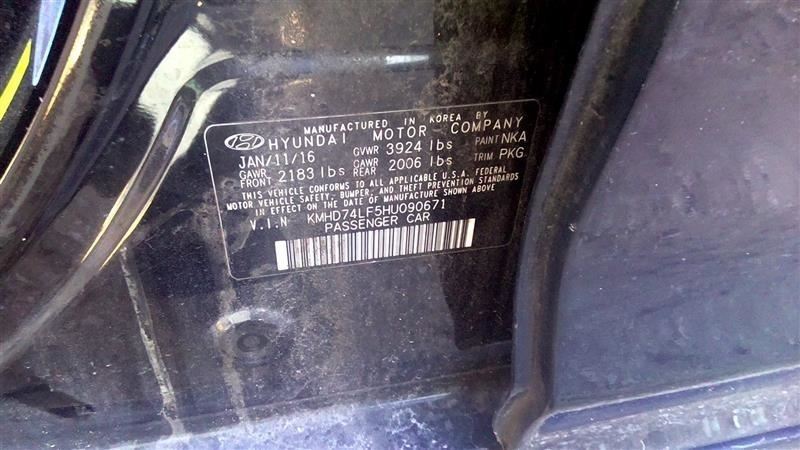 MANUFACTURED IN KOREA BY
HYUNDAI MOTOR COMPANY
JAN/11/16 GVWR 3924 lbs PAINT NKA
GAWR FRONT 2183 lbs GAWR REAR 2006 lbs TRIM PKG
THIS VEHICLE CONFORMS TO ALL APPLICABLE U.S.A. FEDERAL
MOTOR VEHICLE SAFETY, BUMPER, AND THEFT PREVENTION STANDARDS
IN EFFECT ON THE DATE OF MANUFACTURE SHOWN ABOVE
V.I.N KMHD74LF5HU090671
PASSENGER CAR